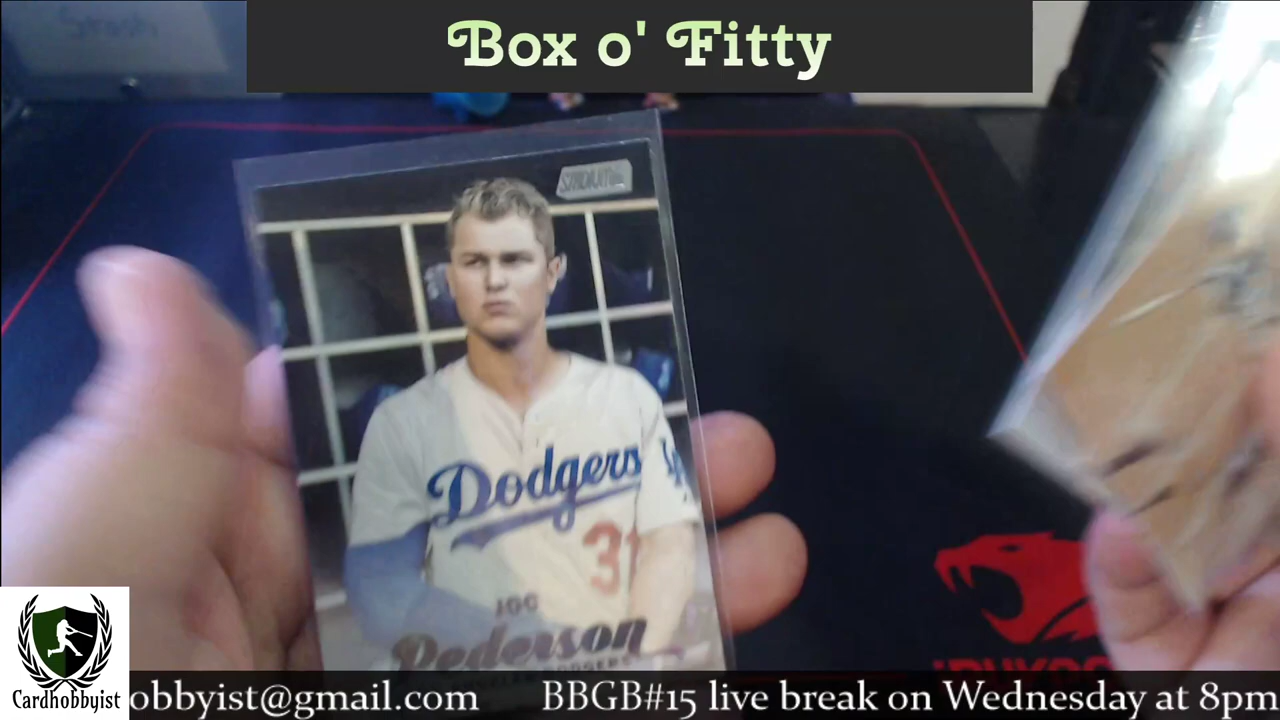 Box o' Fitty
STADIUM
Dodgers
31
JOC
Pederson
Cardhobbyist
obbyist@gmail.com BBGB#15 live break on Wednesday at 8pm